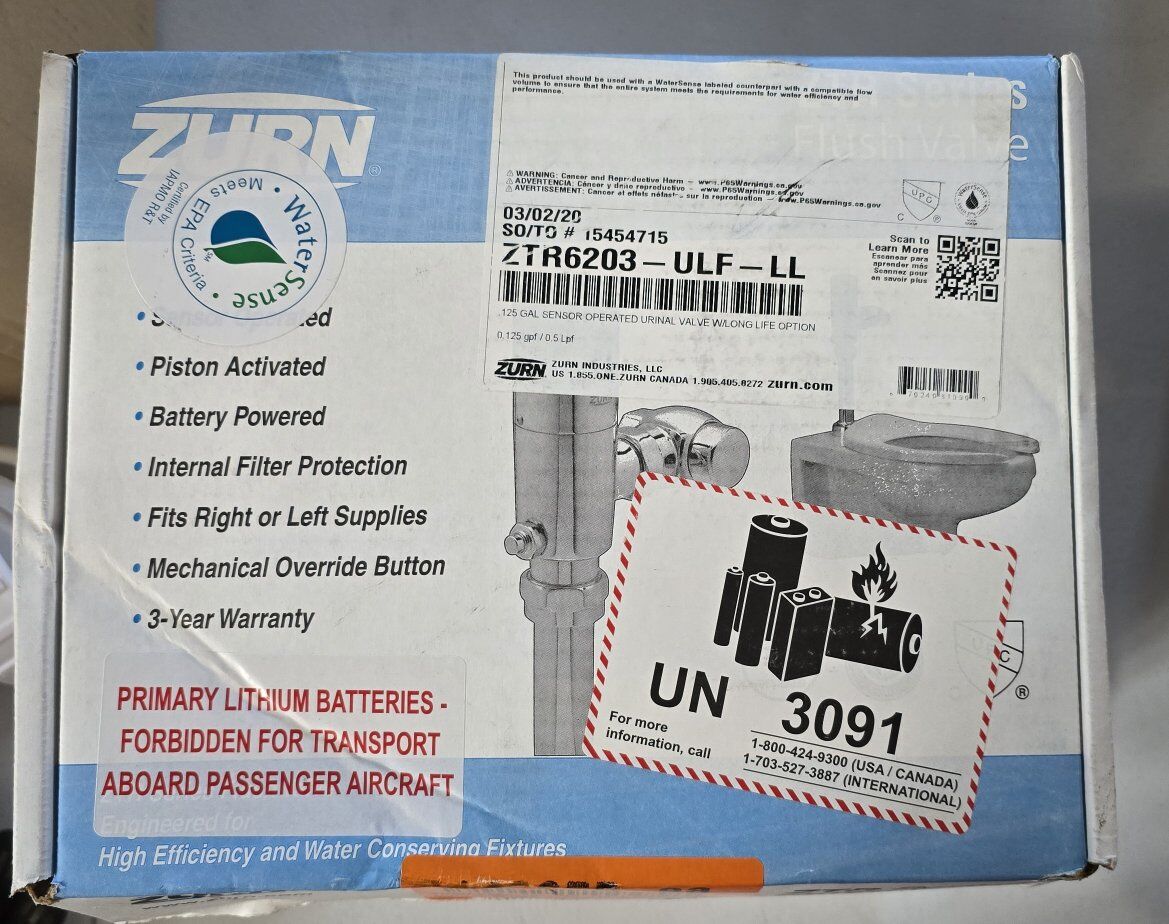 ZURN
®
This product should be used with a WaterSense labeled counterpart with a compatible flow
volume to ensure that the entire system meets the requirements for water efficiency and
performance.
Flush Valve
Certified by
IAPMO R&T
WaterSense • Meets EPA Criteria •
⚠ WARNING: Cancer and Reproductive Harm – www.P65Warnings.ca.gov
⚠ ADVERTENCIA: Cáncer y daño reproductivo – www.P65Warnings.ca.gov
⚠ AVERTISSEMENT: Cancer et effets néfastes sur la reproduction – www.P65Warnings.ca.gov
UPC
C ®
03/02/20
SO/TO # 15454715
ZTR6203-ULF-LL
Scan to
Learn More
Escanear para
aprender más
Scannez pour
en savoir plus
.125 GAL SENSOR OPERATED URINAL VALVE W/LONG LIFE OPTION
0.125 gpf / 0.5 Lpf
ZURN
ZURN INDUSTRIES, LLC
US 1.855.ONE.ZURN CANADA 1.905.405.0272 zurn.com
• Sensor Operated
• Piston Activated
• Battery Powered
• Internal Filter Protection
• Fits Right or Left Supplies
• Mechanical Override Button
• 3-Year Warranty
PRIMARY LITHIUM BATTERIES -
FORBIDDEN FOR TRANSPORT
ABOARD PASSENGER AIRCRAFT
UN 3091
For more
information, call
1-800-424-9300 (USA / CANADA)
1-703-527-3887 (INTERNATIONAL)
®
Engineered for
High Efficiency and Water Conserving Fixtures